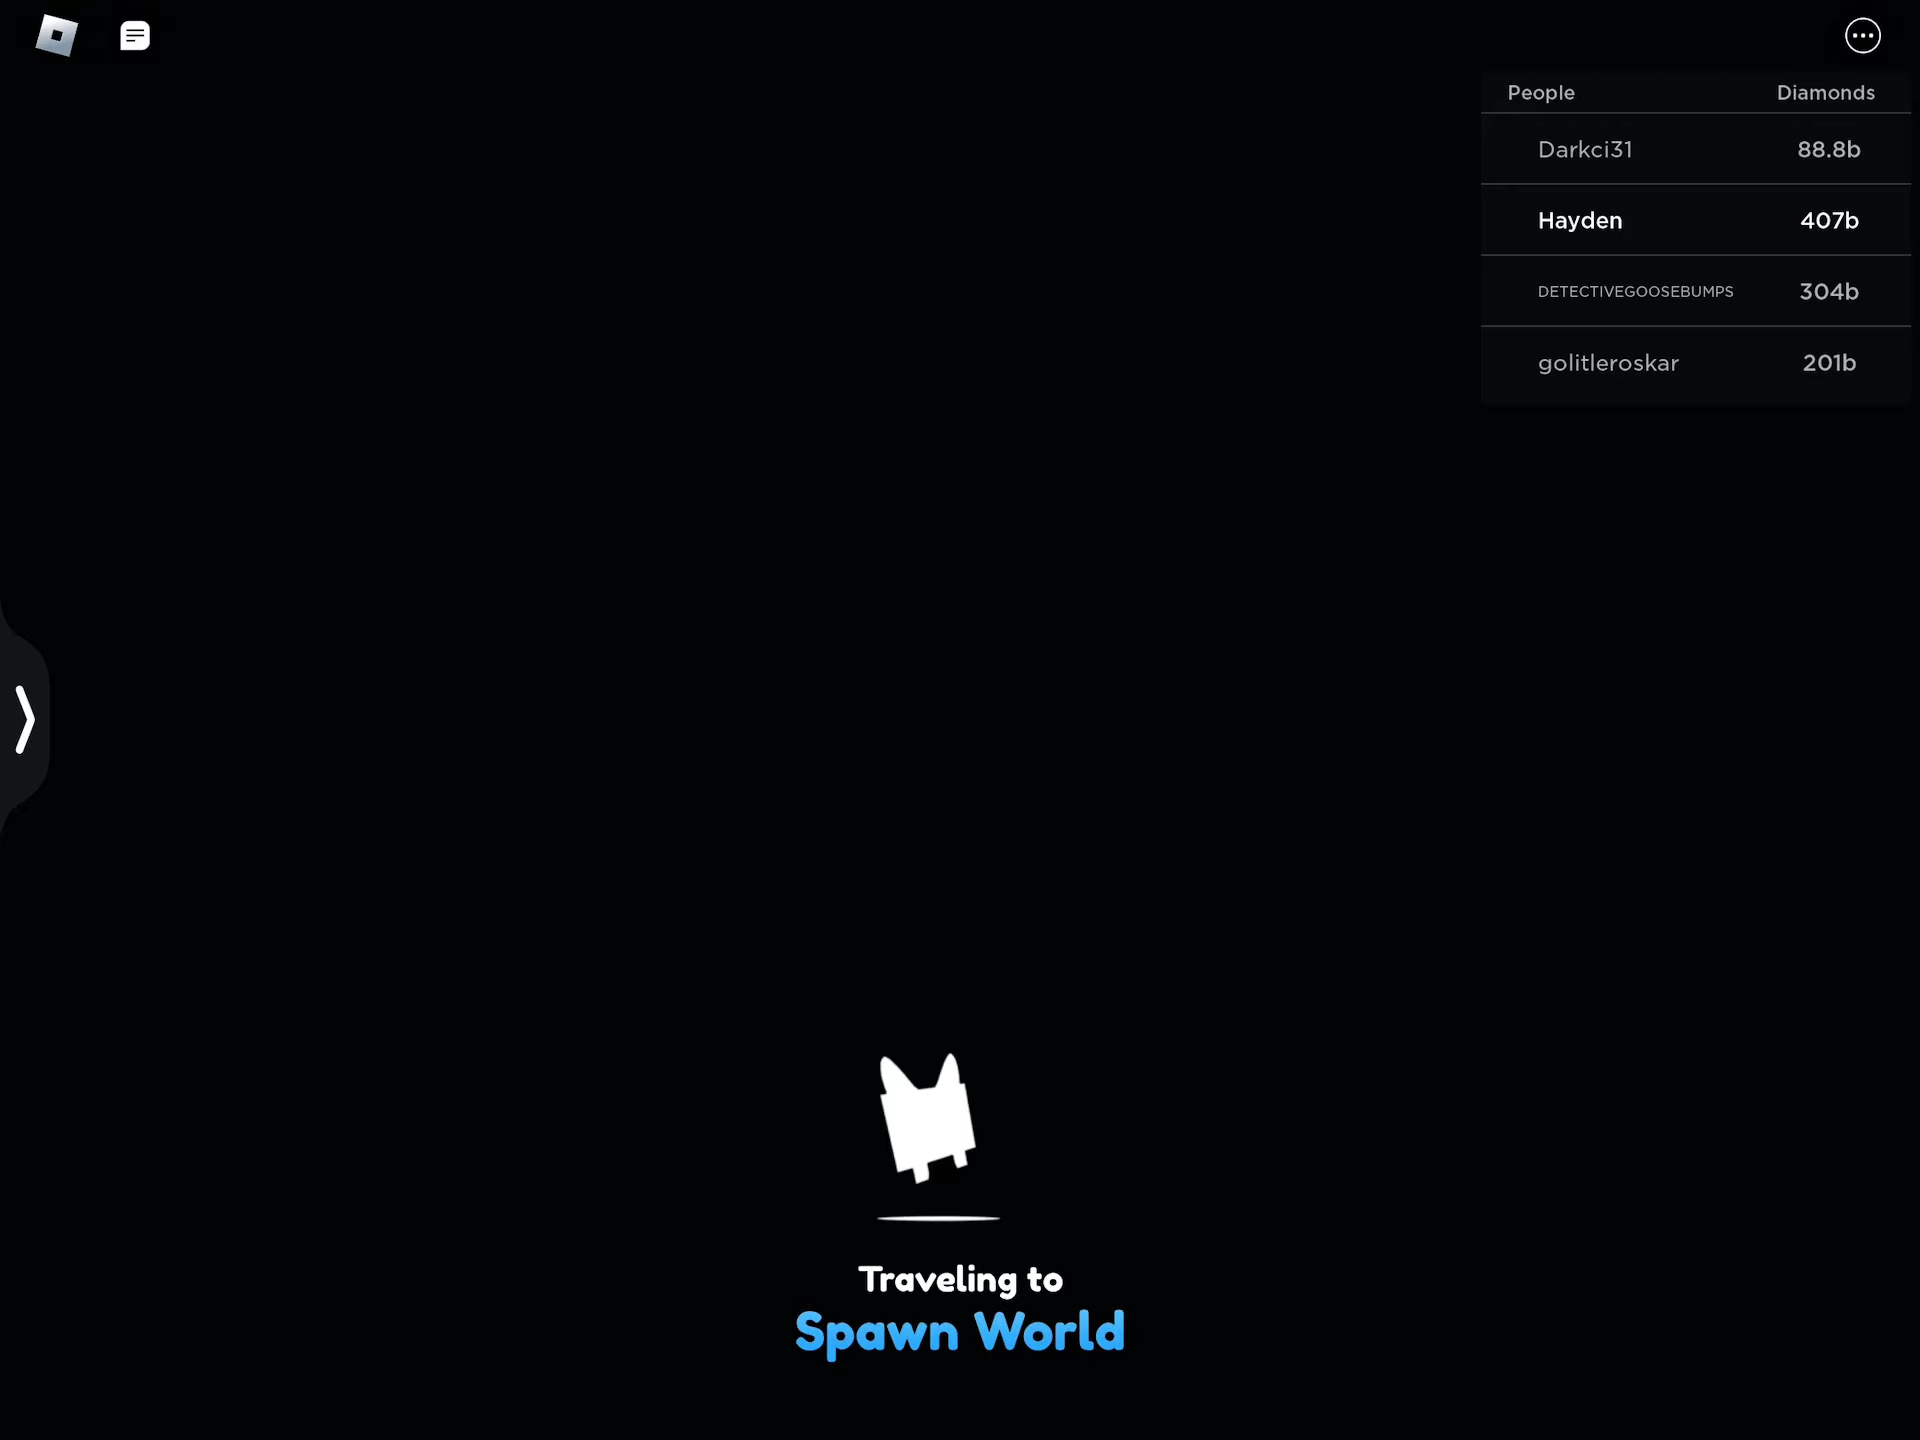 People Diamonds
Darkci31 88.8b
Hayden 407b
DETECTIVEGOOSEBUMPS 304b
golitleroskar 201b
Traveling to
Spawn World